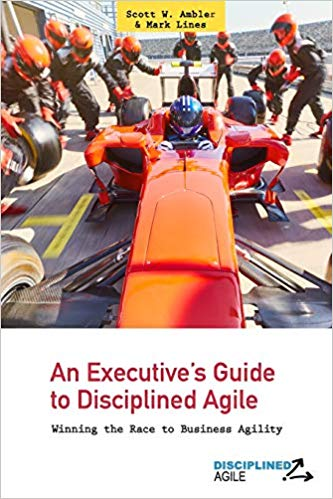 Scott W. Ambler
& Mark Lines
An Executive's Guide
to Disciplined Agile
Winning the Race to Business Agility
DISCIPLINED
AGILE